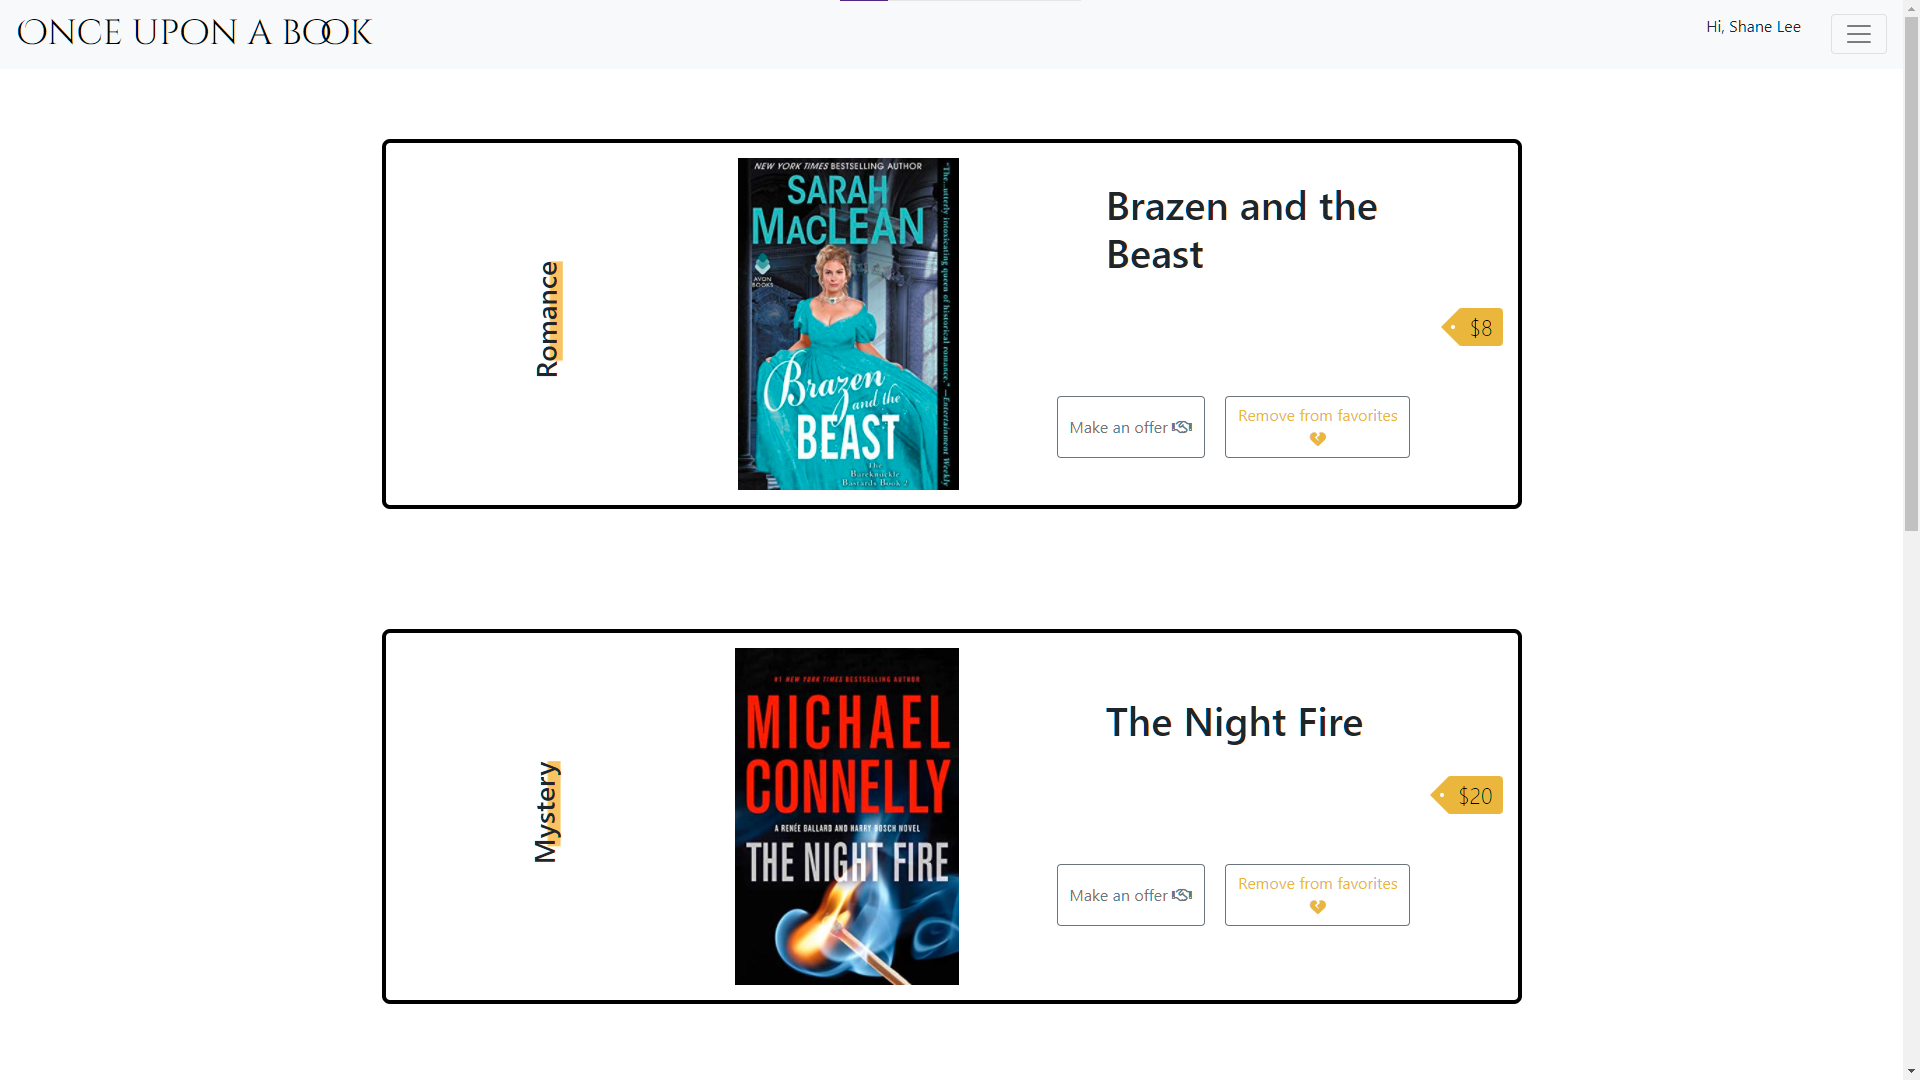 ONCE UPON A BOOK
Hi, Shane Lee
Romance
NEW YORK TIMES BESTSELLING AUTHOR
SARAH
MACLEAN
AVON
BOOKS
Brazen
and the
BEAST
The
Bareknuckle
Bastards Book 2
"The...utterly intoxicating queen of historical romance." —Entertainment Weekly
Brazen and the
Beast
$8
Make an offer
Remove from favorites
Mystery
#1 NEW YORK TIMES BESTSELLING AUTHOR
MICHAEL
CONNELLY
A RENÉE BALLARD AND HARRY BOSCH NOVEL
THE NIGHT FIRE
The Night Fire
$20
Make an offer
Remove from favorites